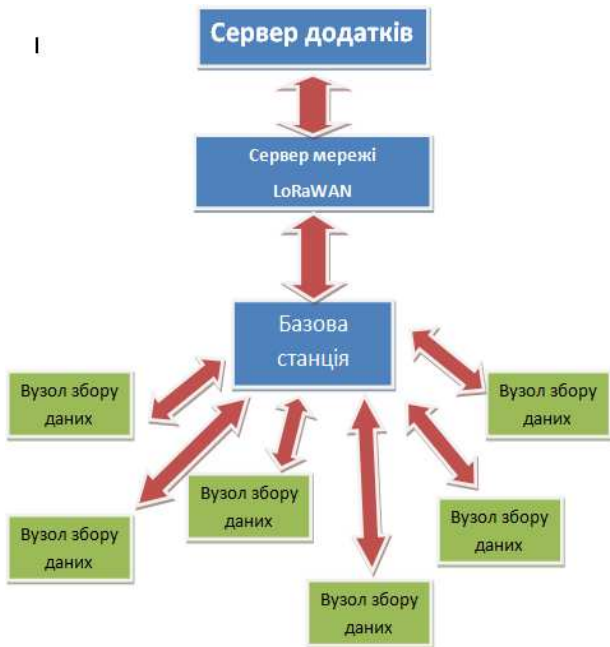 I
Сервер додатків
Сервер мережі
LoRaWAN
Базова
станція
Вузол збору
даних
Вузол збору
даних
Вузол збору
даних
Вузол збору
даних
Вузол збору
даних
Вузол збору
даних